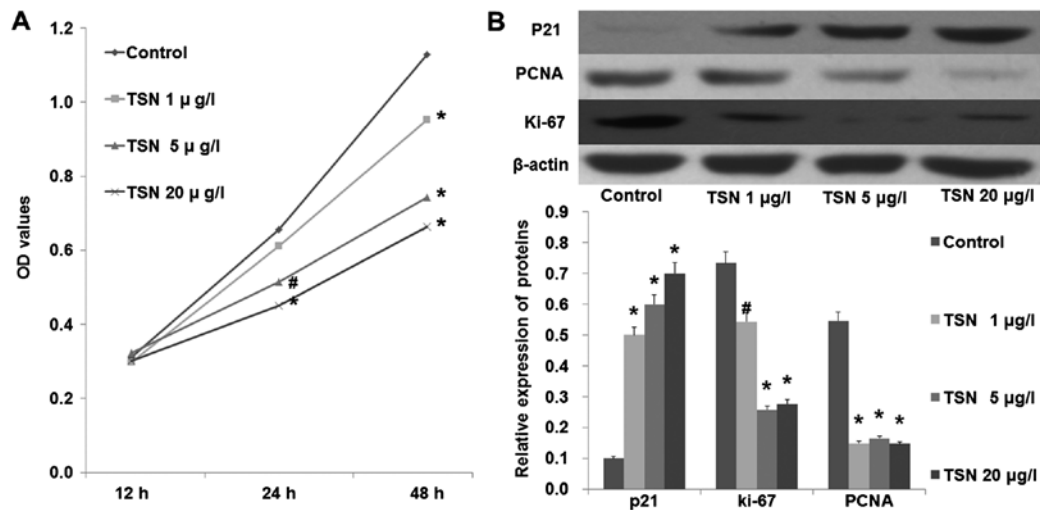 A
1.2
1.0
0.8
0.6
0.4
0.2
0.0
OD values
Control
TSN 1 μ g/l
TSN 5 μ g/l
TSN 20 μ g/l
*
*
*
#
*
12 h 24 h 48 h
B
P21
PCNA
Ki-67
β-actin
Control TSN 1 μg/l TSN 5 μg/l TSN 20 μg/l
0.9
0.8
0.7
0.6
0.5
0.4
0.3
0.2
0.1
0.0
Relative expression of proteins
* * *
# * *
* * *
p21 ki-67 PCNA
Control
TSN 1 μg/l
TSN 5 μg/l
TSN 20 μg/l